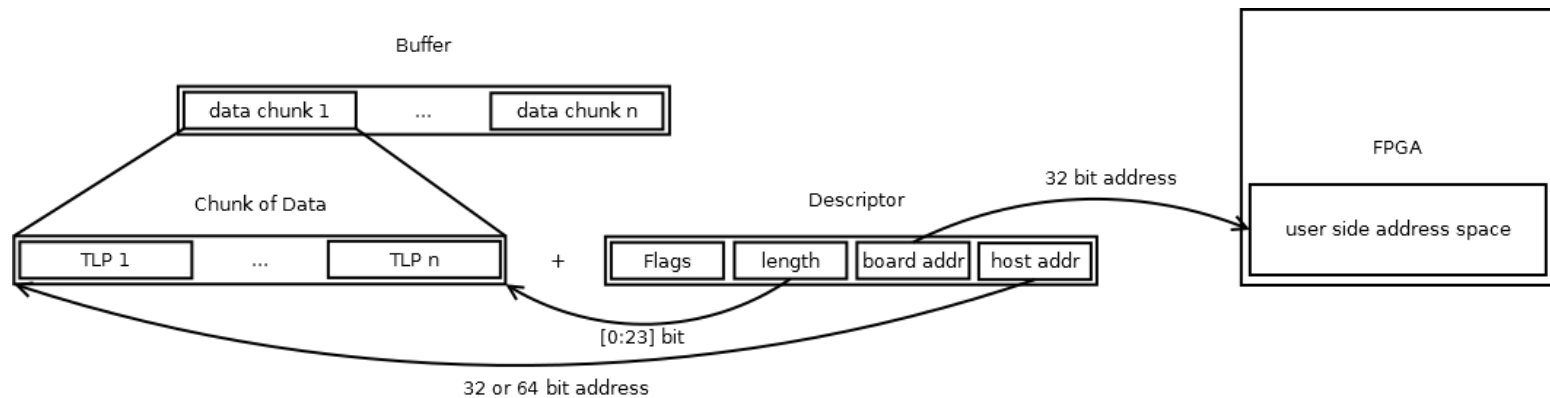 Buffer
data chunk 1 ... data chunk n
FPGA
32 bit address
Chunk of Data
Descriptor
user side address space
TLP 1 ... TLP n + Flags length board addr host addr
[0:23] bit
32 or 64 bit address